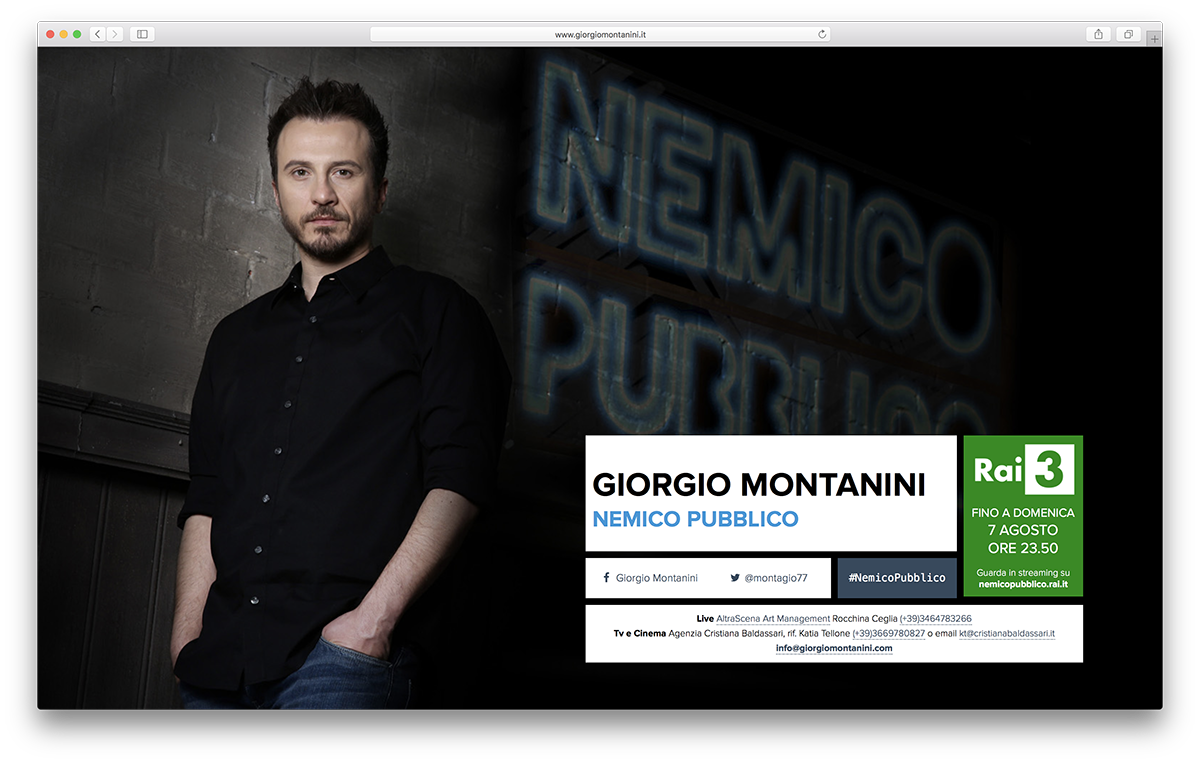 www.giorgiomontanini.it
NEMICO
PUBBLICO
GIORGIO MONTANINI
NEMICO PUBBLICO
Rai 3
FINO A DOMENICA
7 AGOSTO
ORE 23.50
Guarda in streaming su
nemicopubblico.rai.it
Giorgio Montanini @montagio77
#NemicoPubblico
Live AltraScena Art Management Rocchina Ceglia (+39)3464783266
Tv e Cinema Agenzia Cristiana Baldassari, rif. Katia Tellone (+39)3669780827 o email kt@cristianabaldassari.it
info@giorgiomontanini.com